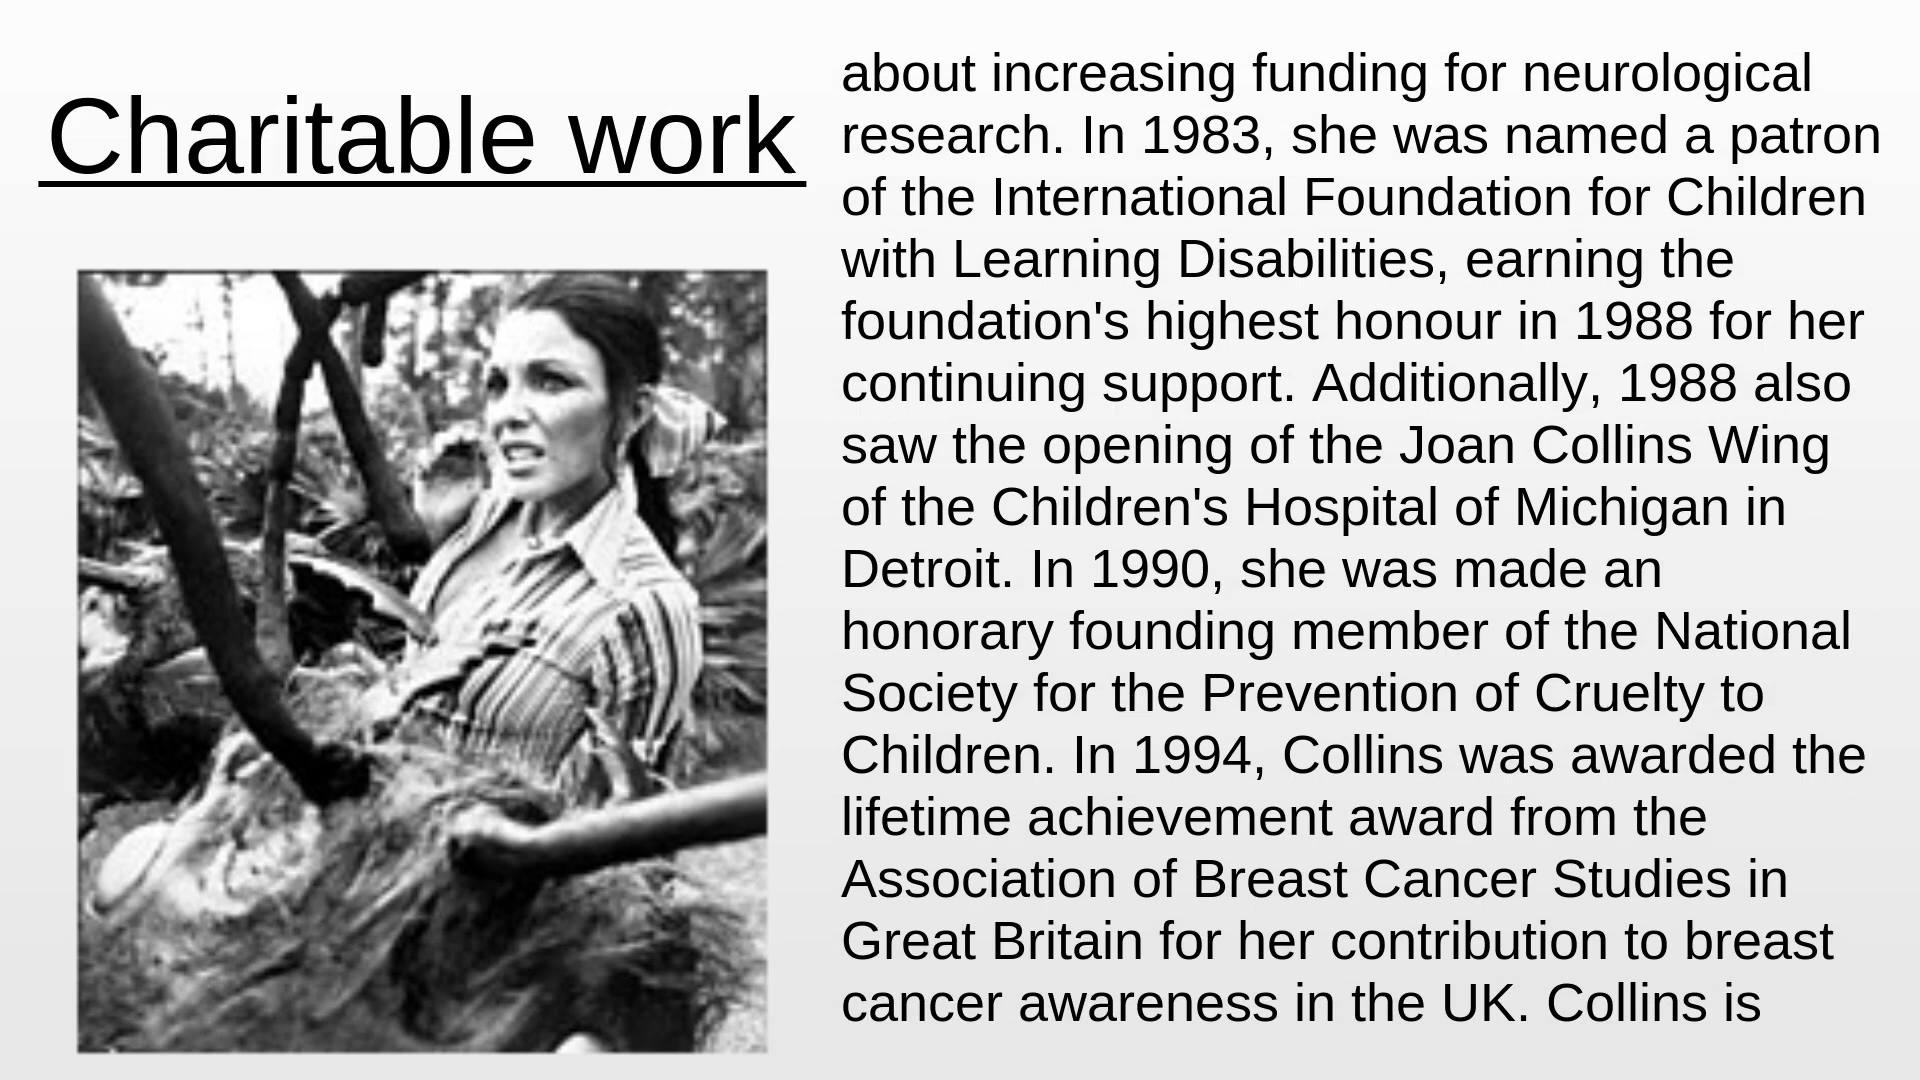 Charitable work
about increasing funding for neurological
research. In 1983, she was named a patron
of the International Foundation for Children
with Learning Disabilities, earning the
foundation's highest honour in 1988 for her
continuing support. Additionally, 1988 also
saw the opening of the Joan Collins Wing
of the Children's Hospital of Michigan in
Detroit. In 1990, she was made an
honorary founding member of the National
Society for the Prevention of Cruelty to
Children. In 1994, Collins was awarded the
lifetime achievement award from the
Association of Breast Cancer Studies in
Great Britain for her contribution to breast
cancer awareness in the UK. Collins is